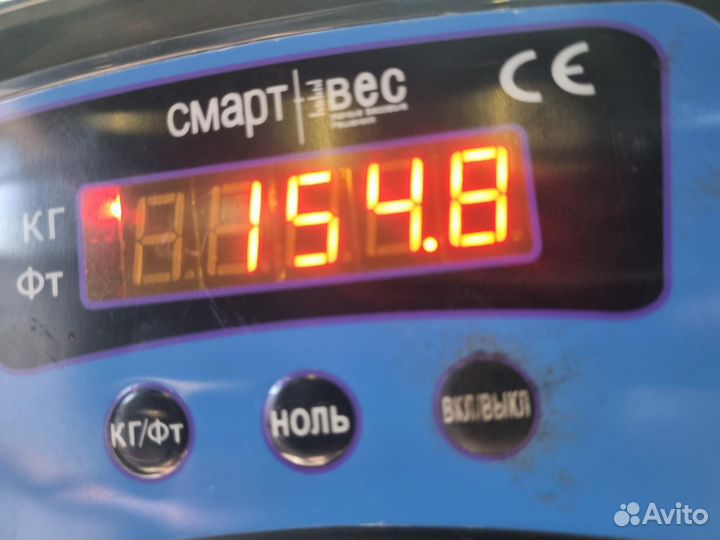 смарт вес
CE
КГ
ФТ
154.8
КГ/ФТ
НОЛЬ
ВКЛ/ВЫКЛ
Avito